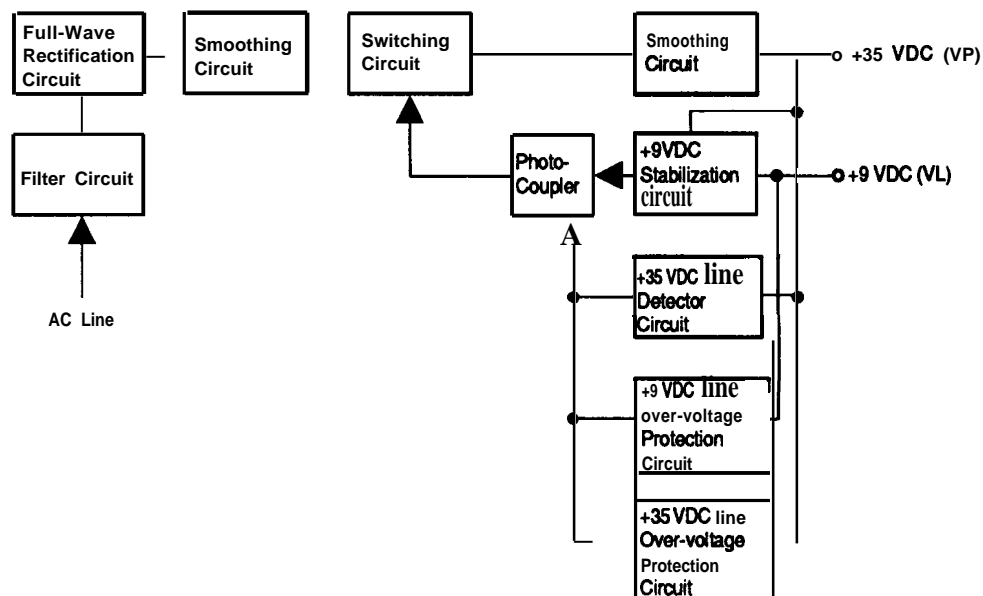 Full-Wave
Rectification
Circuit
Smoothing
Circuit
Switching
Circuit
Smoothing
Circuit
o +35 VDC (VP)
Filter Circuit
AC Line
Photo-
Coupler
+9VDC
Stabilization
circuit
+9 VDC (VL)
A
+35 VDC line
Detector
Circuit
+9 VDC line
over-voltage
Protection
Circuit
+35 VDC line
Over-voltage
Protection
Circuit